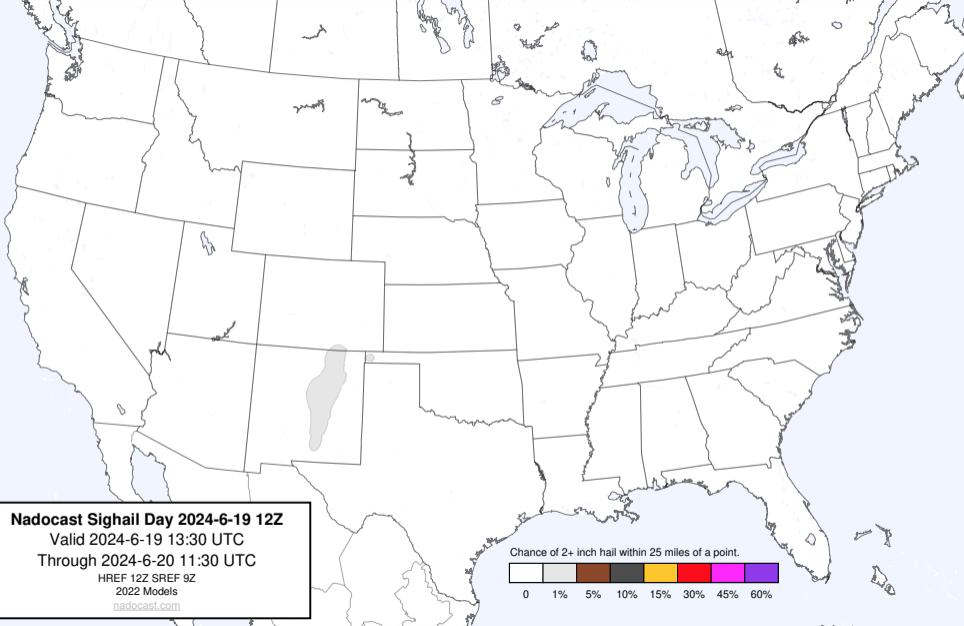 Nadocast Sighail Day 2024-6-19 12Z
Valid 2024-6-19 13:30 UTC
Through 2024-6-20 11:30 UTC
HREF 12Z SREF 9Z
2022 Models
nadocast.com
Chance of 2+ inch hail within 25 miles of a point.
0 1% 5% 10% 15% 30% 45% 60%